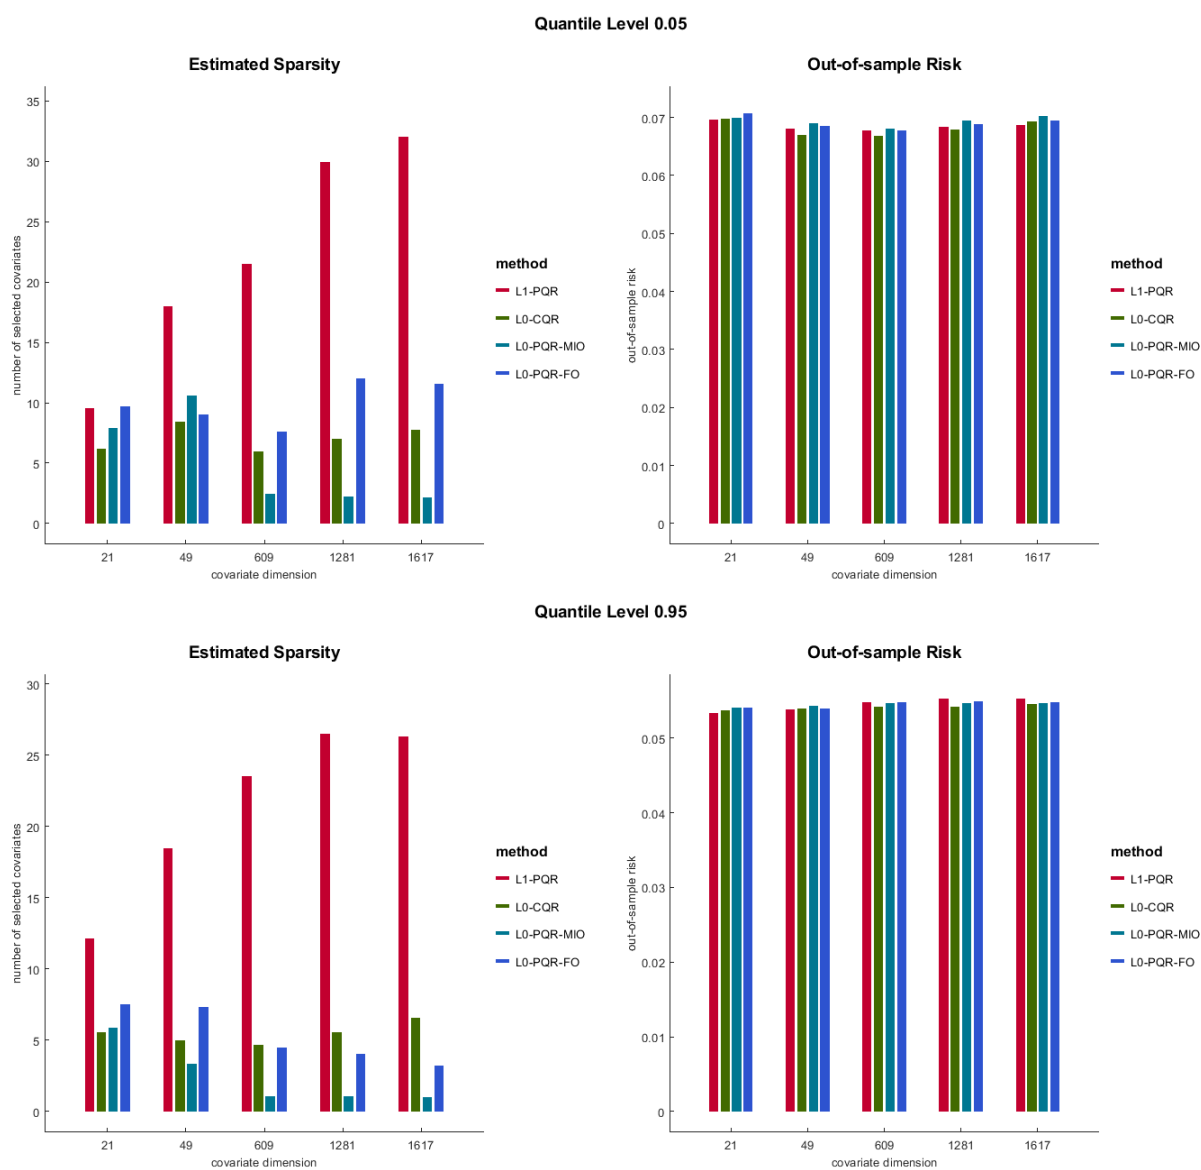 Quantile Level 0.05
Estimated Sparsity
Out-of-sample Risk
number of selected covariates
35
30
25
20
15
10
5
0
21 49 609 1281 1617
covariate dimension
method
L1-PQR
L0-CQR
L0-PQR-MIO
L0-PQR-FO
out-of-sample risk
0.07
0.06
0.05
0.04
0.03
0.02
0.01
0
21 49 609 1281 1617
covariate dimension
method
L1-PQR
L0-CQR
L0-PQR-MIO
L0-PQR-FO
Quantile Level 0.95
Estimated Sparsity
Out-of-sample Risk
number of selected covariates
30
25
20
15
10
5
0
21 49 609 1281 1617
covariate dimension
method
L1-PQR
L0-CQR
L0-PQR-MIO
L0-PQR-FO
out-of-sample risk
0.05
0.04
0.03
0.02
0.01
0
21 49 609 1281 1617
covariate dimension
method
L1-PQR
L0-CQR
L0-PQR-MIO
L0-PQR-FO